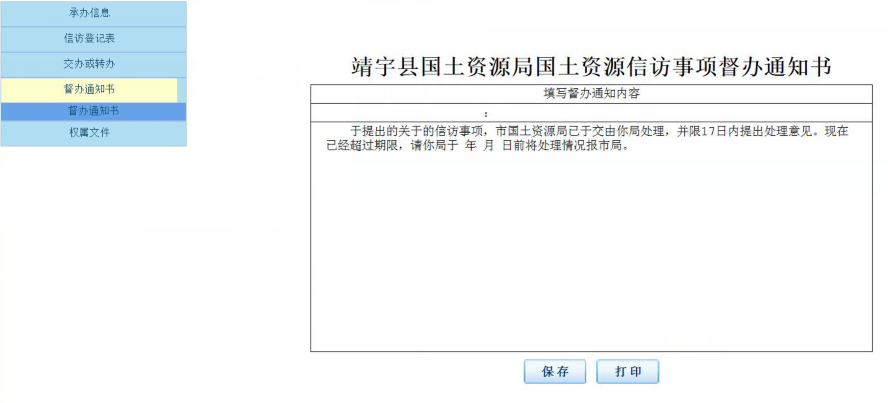 承办信息
信访登记表
交办或转办
督办通知书
督办通知书
权属文件
靖宇县国土资源局国土资源信访事项督办通知书
填写督办通知内容
：
于提出的关于的信访事项，市国土资源局已于交由你局处理，并限17日内提出处理意见。现在
已经超过期限，请你局于 年 月 日前将处理情况报市局。
保存
打印